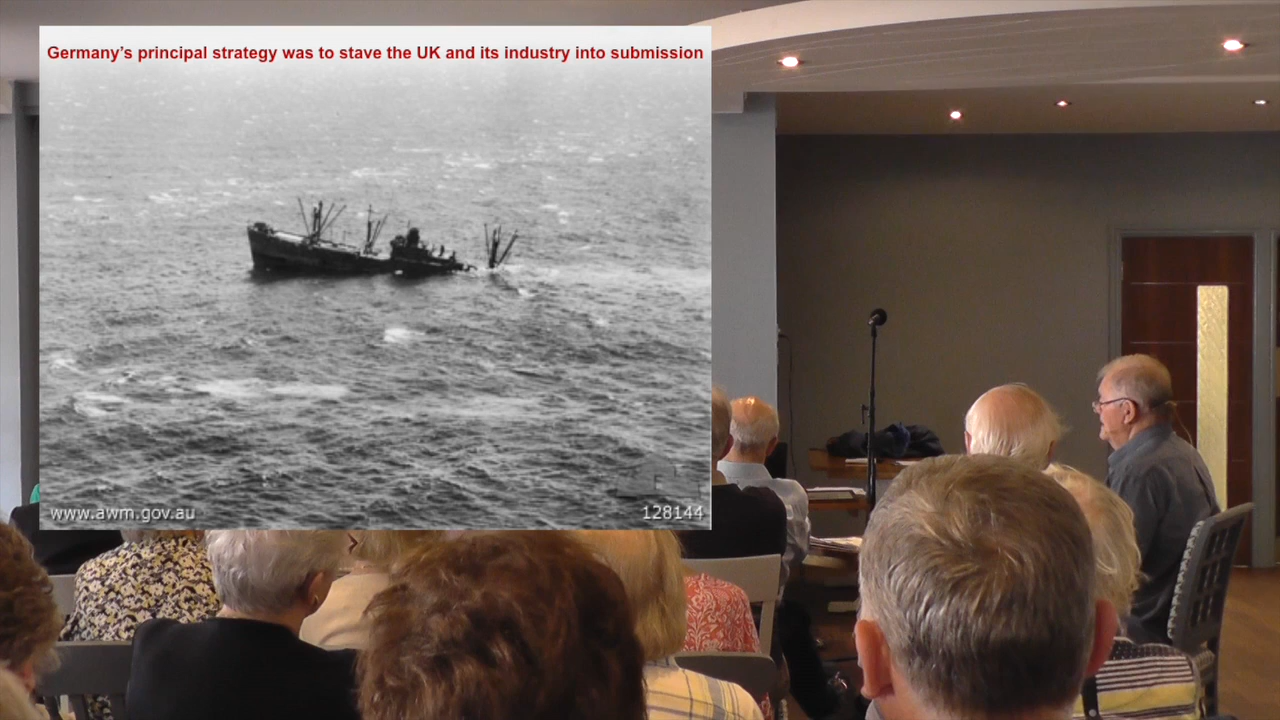 Germany's principal strategy was to stave the UK and its industry into submission
www.awm.gov.au
128144